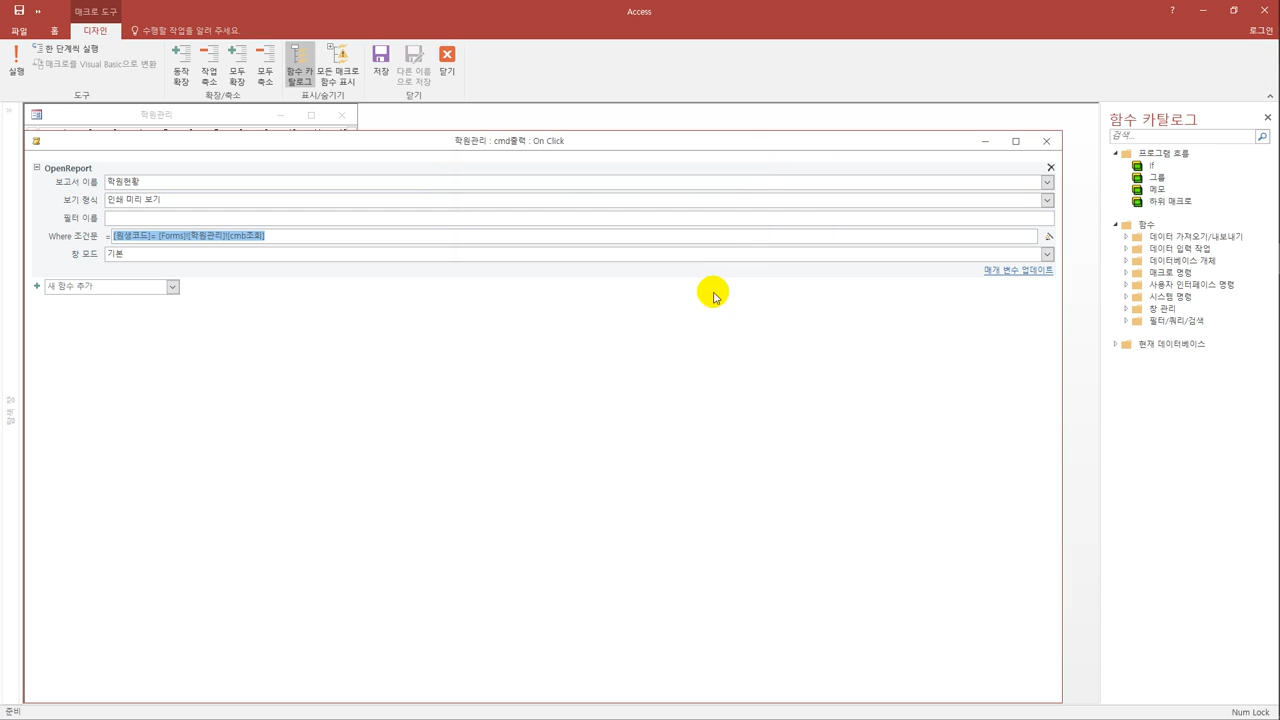 매크로 도구
Access
?
로그인
파일
홈
디자인
수행할 작업을 알려 주세요.
실행
한 단계씩 실행
매크로를 Visual Basic으로 변환
도구
동작 확장
작업 축소
모두 확장
모두 축소
확장/축소
함수 카탈로그
모든 매크로 함수 표시
표시/숨기기
저장
다른 이름으로 저장
닫기
닫기
학원관리
학원관리 : cmd출력 : On Click
OpenReport
보고서 이름 학원현황
보기 형식 인쇄 미리 보기
필터 이름
Where 조건문 = [원생코드]= [Forms]![학원관리]![cmb조회]
창 모드 기본
매개 변수 업데이트
새 함수 추가
함수 카탈로그
검색...
프로그램 흐름
If
그룹
메모
하위 매크로
함수
데이터 가져오기/내보내기
데이터 입력 작업
데이터베이스 개체
매크로 명령
사용자 인터페이스 명령
시스템 명령
창 관리
필터/쿼리/검색
현재 데이터베이스
탐색 창
준비
Num Lock